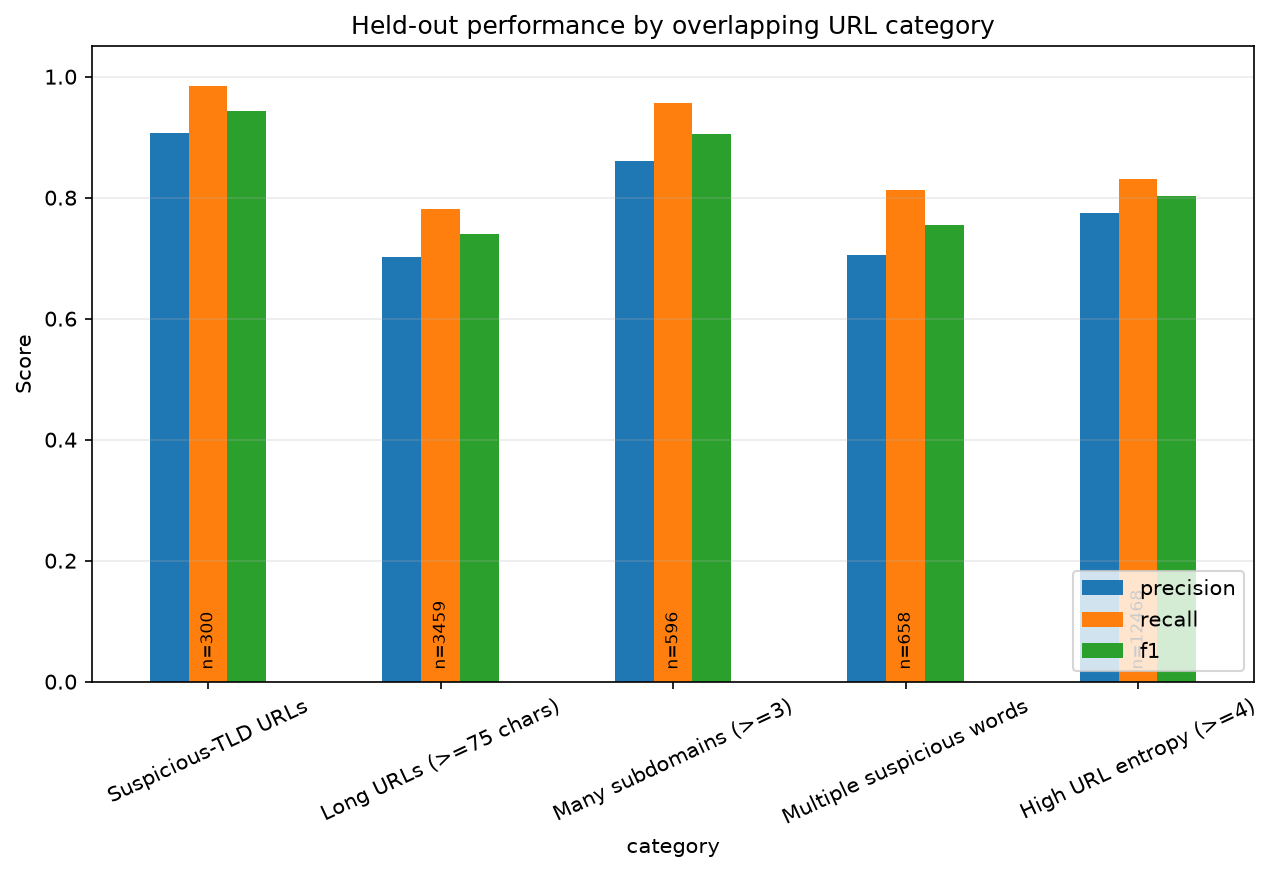 Held-out performance by overlapping URL category
Score
1.0
0.8
0.6
0.4
0.2
0.0
n=300
n=3459
n=596
n=658
n=12468
precision
recall
f1
Suspicious-TLD URLs
Long URLs (>=75 chars)
Many subdomains (>=3)
Multiple suspicious words
High URL entropy (>=4)
category